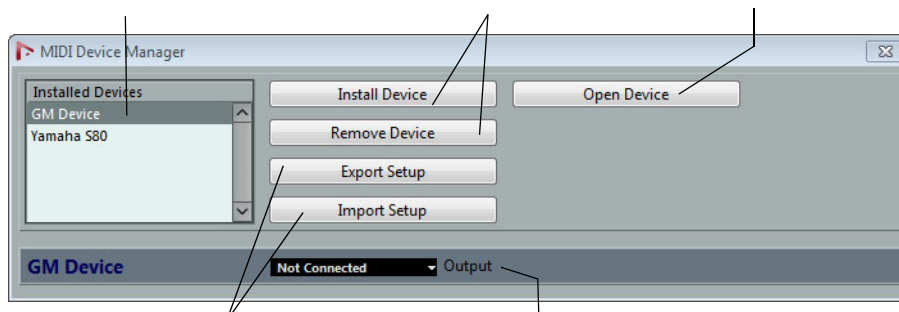 MIDI Device Manager
Installed Devices
GM Device
Yamaha S80
Install Device
Remove Device
Export Setup
Import Setup
Open Device
GM Device
Not Connected
Output